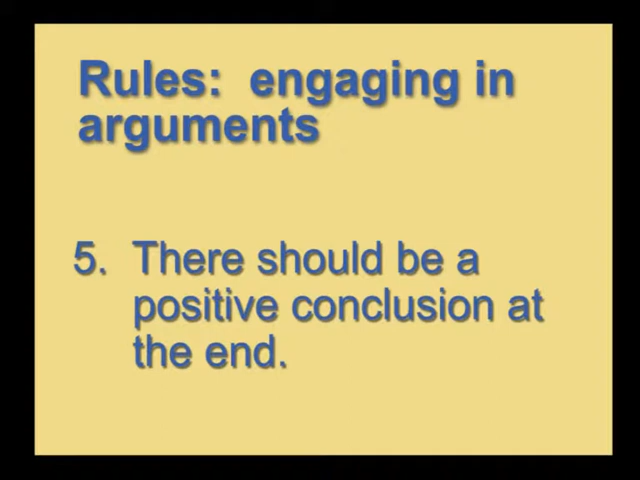 Rules:  engaging in
arguments
5.  There should be a
positive conclusion at
the end.